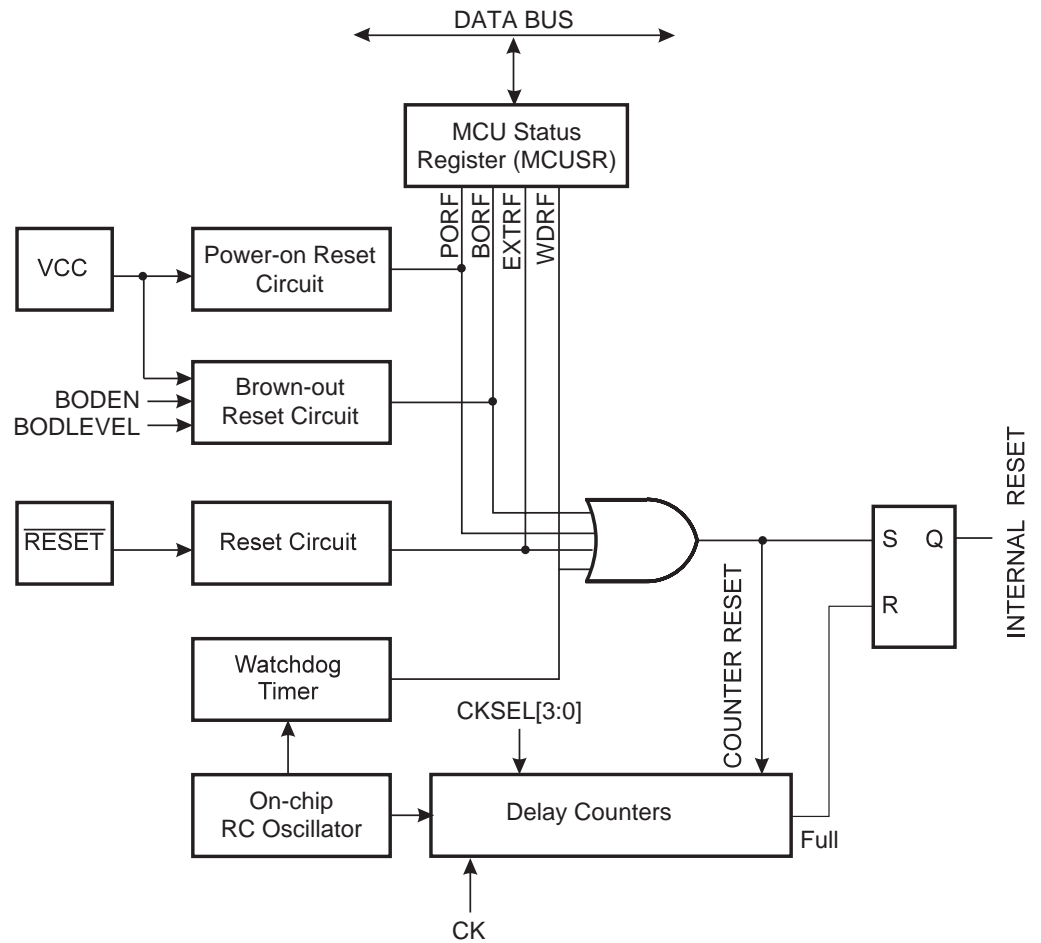 DATA BUS
MCU Status
Register (MCUSR)
PORF
BORF
EXTRF
WDRF
VCC
Power-on Reset
Circuit
Brown-out
Reset Circuit
BODEN
BODLEVEL
RESET
Reset Circuit
S
Q
R
INTERNAL RESET
COUNTER RESET
Watchdog
Timer
CKSEL[3:0]
On-chip
RC Oscillator
Delay Counters
Full
CK